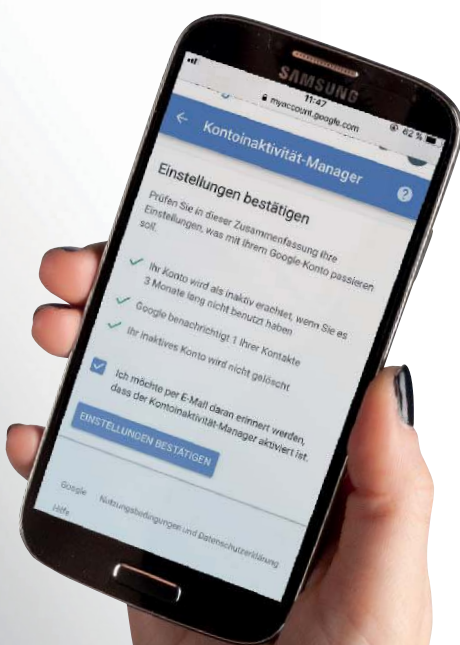 SAMSUNG
11:47
62 %
myaccount.google.com
Kontoinaktivität-Manager
Einstellungen bestätigen
Prüfen Sie in dieser Zusammenfassung Ihre
Einstellungen, was mit Ihrem Google-Konto passieren
soll.
Ihr Konto wird als inaktiv erachtet, wenn Sie es
3 Monate lang nicht benutzt haben
Google benachrichtigt 1 Ihrer Kontakte
Ihr inaktives Konto wird nicht gelöscht
Ich möchte per E-Mail daran erinnert werden,
dass der Kontoinaktivität-Manager aktiviert ist.
EINSTELLUNGEN BESTÄTIGEN
Google Nutzungsbedingungen und Datenschutzerklärung
Hilfe